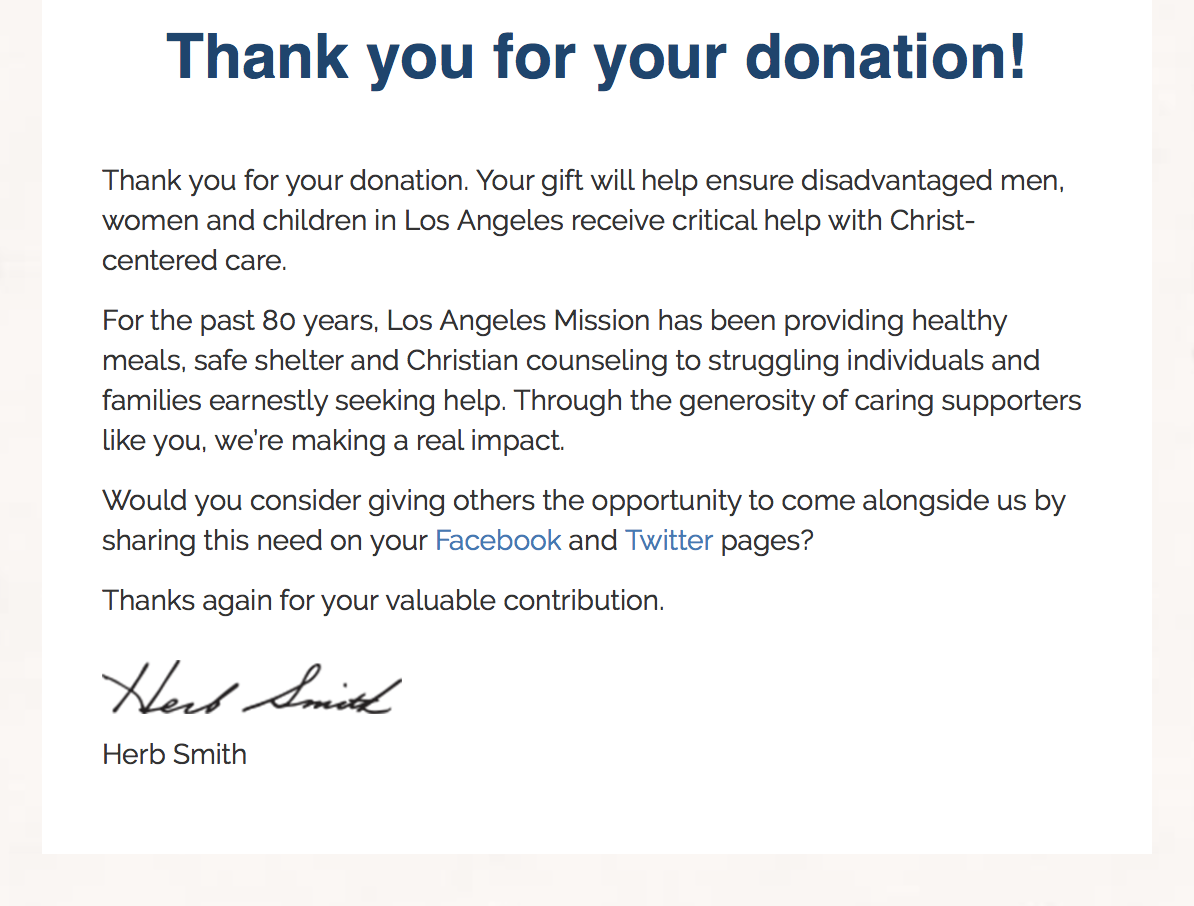 Thank you for your donation!
Thank you for your donation. Your gift will help ensure disadvantaged men,
women and children in Los Angeles receive critical help with Christ-
centered care.
For the past 80 years, Los Angeles Mission has been providing healthy
meals, safe shelter and Christian counseling to struggling individuals and
families earnestly seeking help. Through the generosity of caring supporters
like you, we’re making a real impact.
Would you consider giving others the opportunity to come alongside us by
sharing this need on your Facebook and Twitter pages?
Thanks again for your valuable contribution.
Herb Smith
Herb Smith